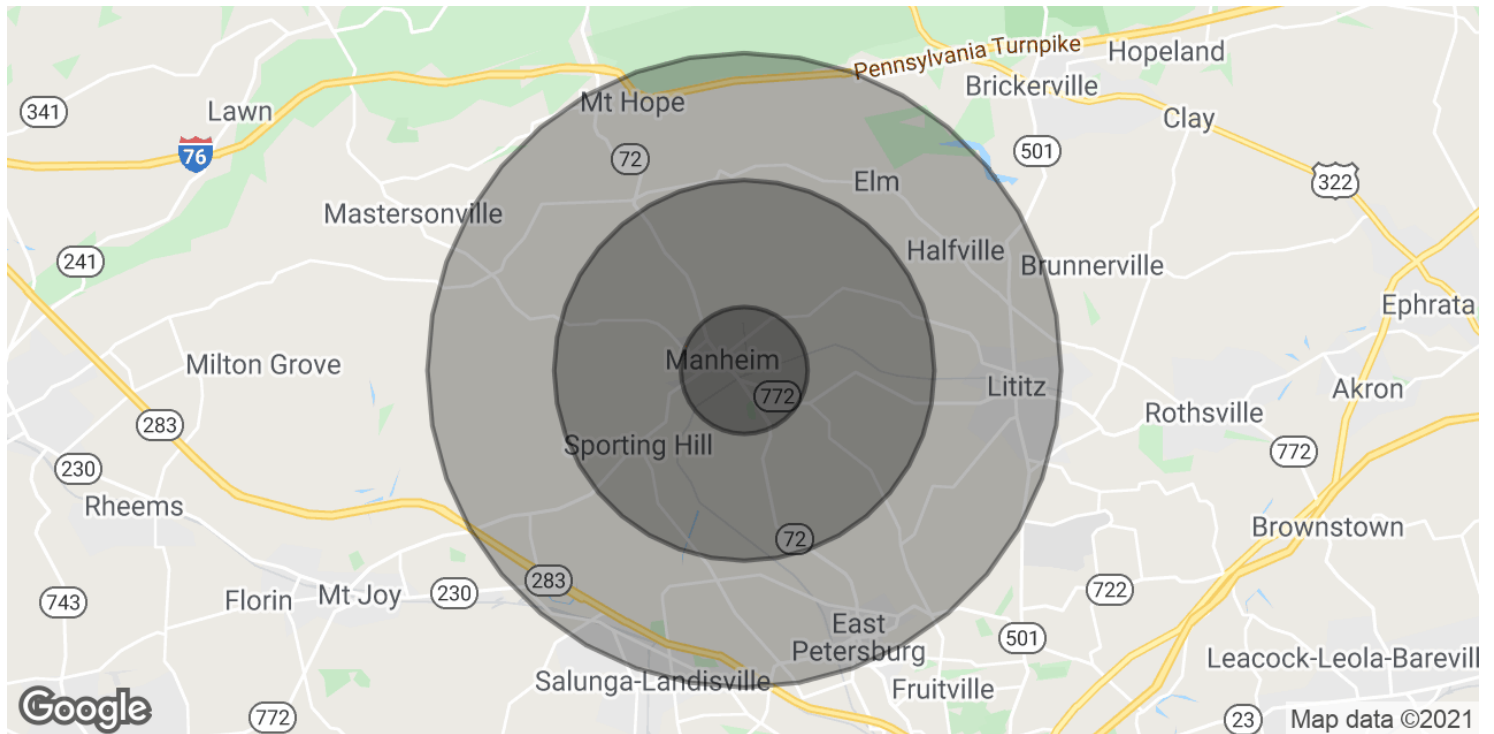 Pennsylvania Turnpike
Hopeland
Brickerville
Mt Hope
341
Lawn
Clay
76
72
501
322
Elm
Mastersonville
241
Halfville
Brunnerville
Ephrata
Milton Grove
Manheim
772
Lititz
Akron
Rothsville
283
Sporting Hill
772
230
Rheems
Brownstown
72
283
743
Florin
Mt Joy
230
722
East
Petersburg
501
Leacock-Leola-Barevill
Salunga-Landisville
Fruitville
Google
772
23
Map data ©2021